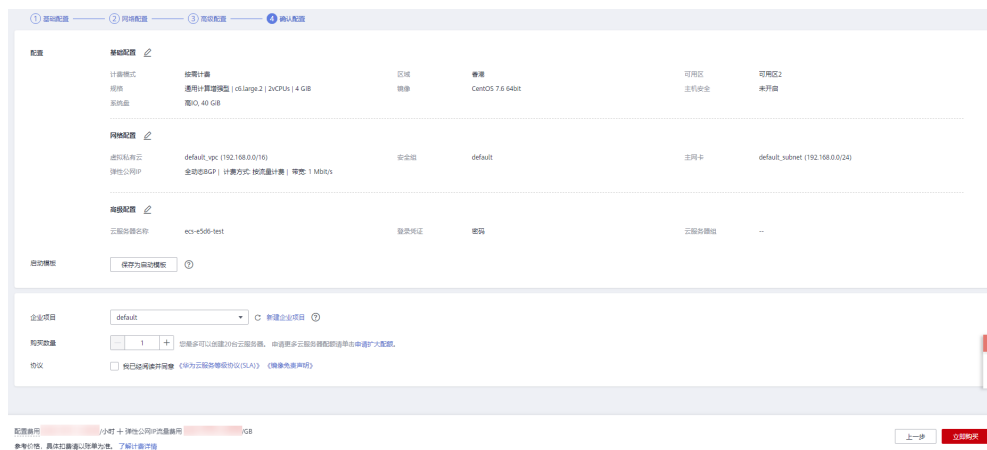 1 基础配置 2 网络配置 3 高级配置 4 确认配置
配置 基础配置
计费模式 按需计费 区域 香港 可用区 可用区2
规格 通用计算增强型 | c6.large.2 | 2vCPUs | 4 GiB 镜像 CentOS 7.6 64bit 主机安全 未开启
系统盘 高IO, 40 GiB
网络配置
虚拟私有云 default_vpc (192.168.0.0/16) 安全组 default 主网卡 default_subnet (192.168.0.0/24)
弹性公网IP 全动态BGP | 计费方式: 按流量计费 | 带宽: 1 Mbit/s
高级配置
云服务器名称 ecs-e5d6-test 登录凭证 密码 云服务器组 --
启动模板 保存为启动模板 ?
企业项目 default 新建企业项目 ?
购买数量 - 1 + 您最多可以创建20台云服务器。 申请更多云服务器配额请单击申请扩大配额。
协议 我已经阅读并同意 《华为云服务等级协议(SLA)》 《镜像免责声明》
配置费用 /小时 + 弹性公网IP流量费用 /GB
参考价格，具体扣费请以账单为准。 了解计费详情
上一步 立即购买